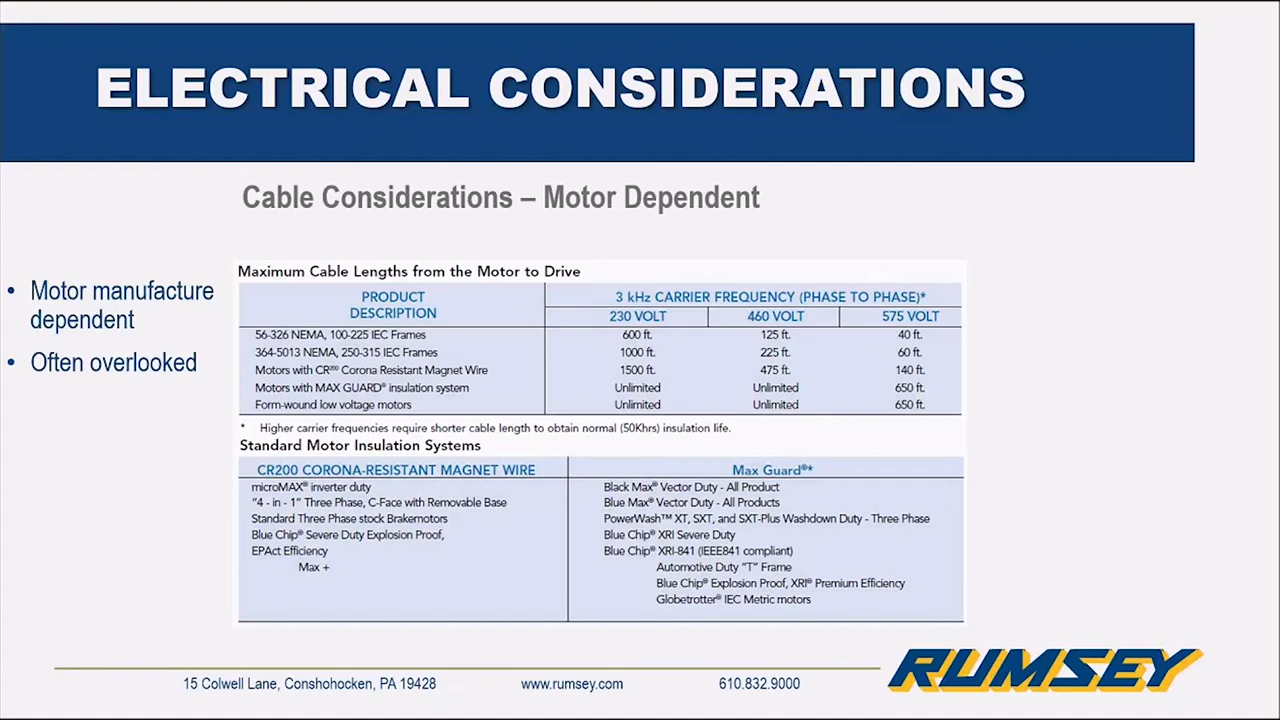 ELECTRICAL CONSIDERATIONS
Cable Considerations – Motor Dependent
• Motor manufacture
dependent
• Often overlooked
Maximum Cable Lengths from the Motor to Drive
PRODUCT
DESCRIPTION
3 kHz CARRIER FREQUENCY (PHASE TO PHASE)*
230 VOLT 460 VOLT 575 VOLT
56-326 NEMA, 100-225 IEC Frames 600 ft. 125 ft. 40 ft.
364-5013 NEMA, 250-315 IEC Frames 1000 ft. 225 ft. 60 ft.
Motors with CR²⁰⁰ Corona Resistant Magnet Wire 1500 ft. 475 ft. 140 ft.
Motors with MAX GUARD® insulation system Unlimited Unlimited 650 ft.
Form-wound low voltage motors Unlimited Unlimited 650 ft.
* Higher carrier frequencies require shorter cable length to obtain normal (50Khrs) insulation life.
Standard Motor Insulation Systems
CR200 CORONA-RESISTANT MAGNET WIRE
microMAX® inverter duty
"4 - in - 1" Three Phase, C-Face with Removable Base
Standard Three Phase stock Brakemotors
Blue Chip® Severe Duty Explosion Proof,
EPAct Efficiency
Max +
Max Guard®*
Black Max® Vector Duty - All Product
Blue Max® Vector Duty - All Products
PowerWash™ XT, SXT, and SXT-Plus Washdown Duty - Three Phase
Blue Chip® XRI Severe Duty
Blue Chip® XRI-841 (IEEE841 compliant)
Automotive Duty "T" Frame
Blue Chip® Explosion Proof, XRI® Premium Efficiency
Globetrotter® IEC Metric motors
15 Colwell Lane, Conshohocken, PA 19428 www.rumsey.com 610.832.9000
RUMSEY